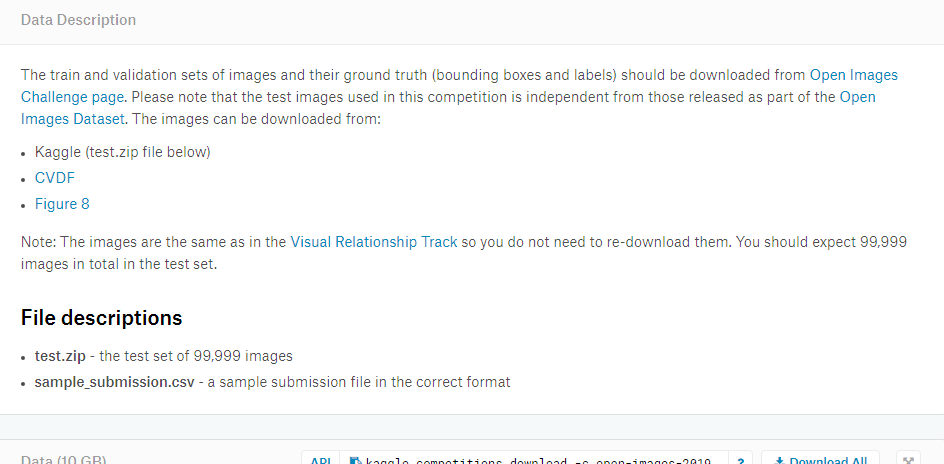 Data Description
The train and validation sets of images and their ground truth (bounding boxes and labels) should be downloaded from Open Images
Challenge page. Please note that the test images used in this competition is independent from those released as part of the Open
Images Dataset. The images can be downloaded from:
• Kaggle (test.zip file below)
• CVDF
• Figure 8
Note: The images are the same as in the Visual Relationship Track so you do not need to re-download them. You should expect 99,999
images in total in the test set.
File descriptions
• test.zip - the test set of 99,999 images
• sample_submission.csv - a sample submission file in the correct format
Data (10 GB) API kaggle competitions download -c open-images-2019 ? Download All